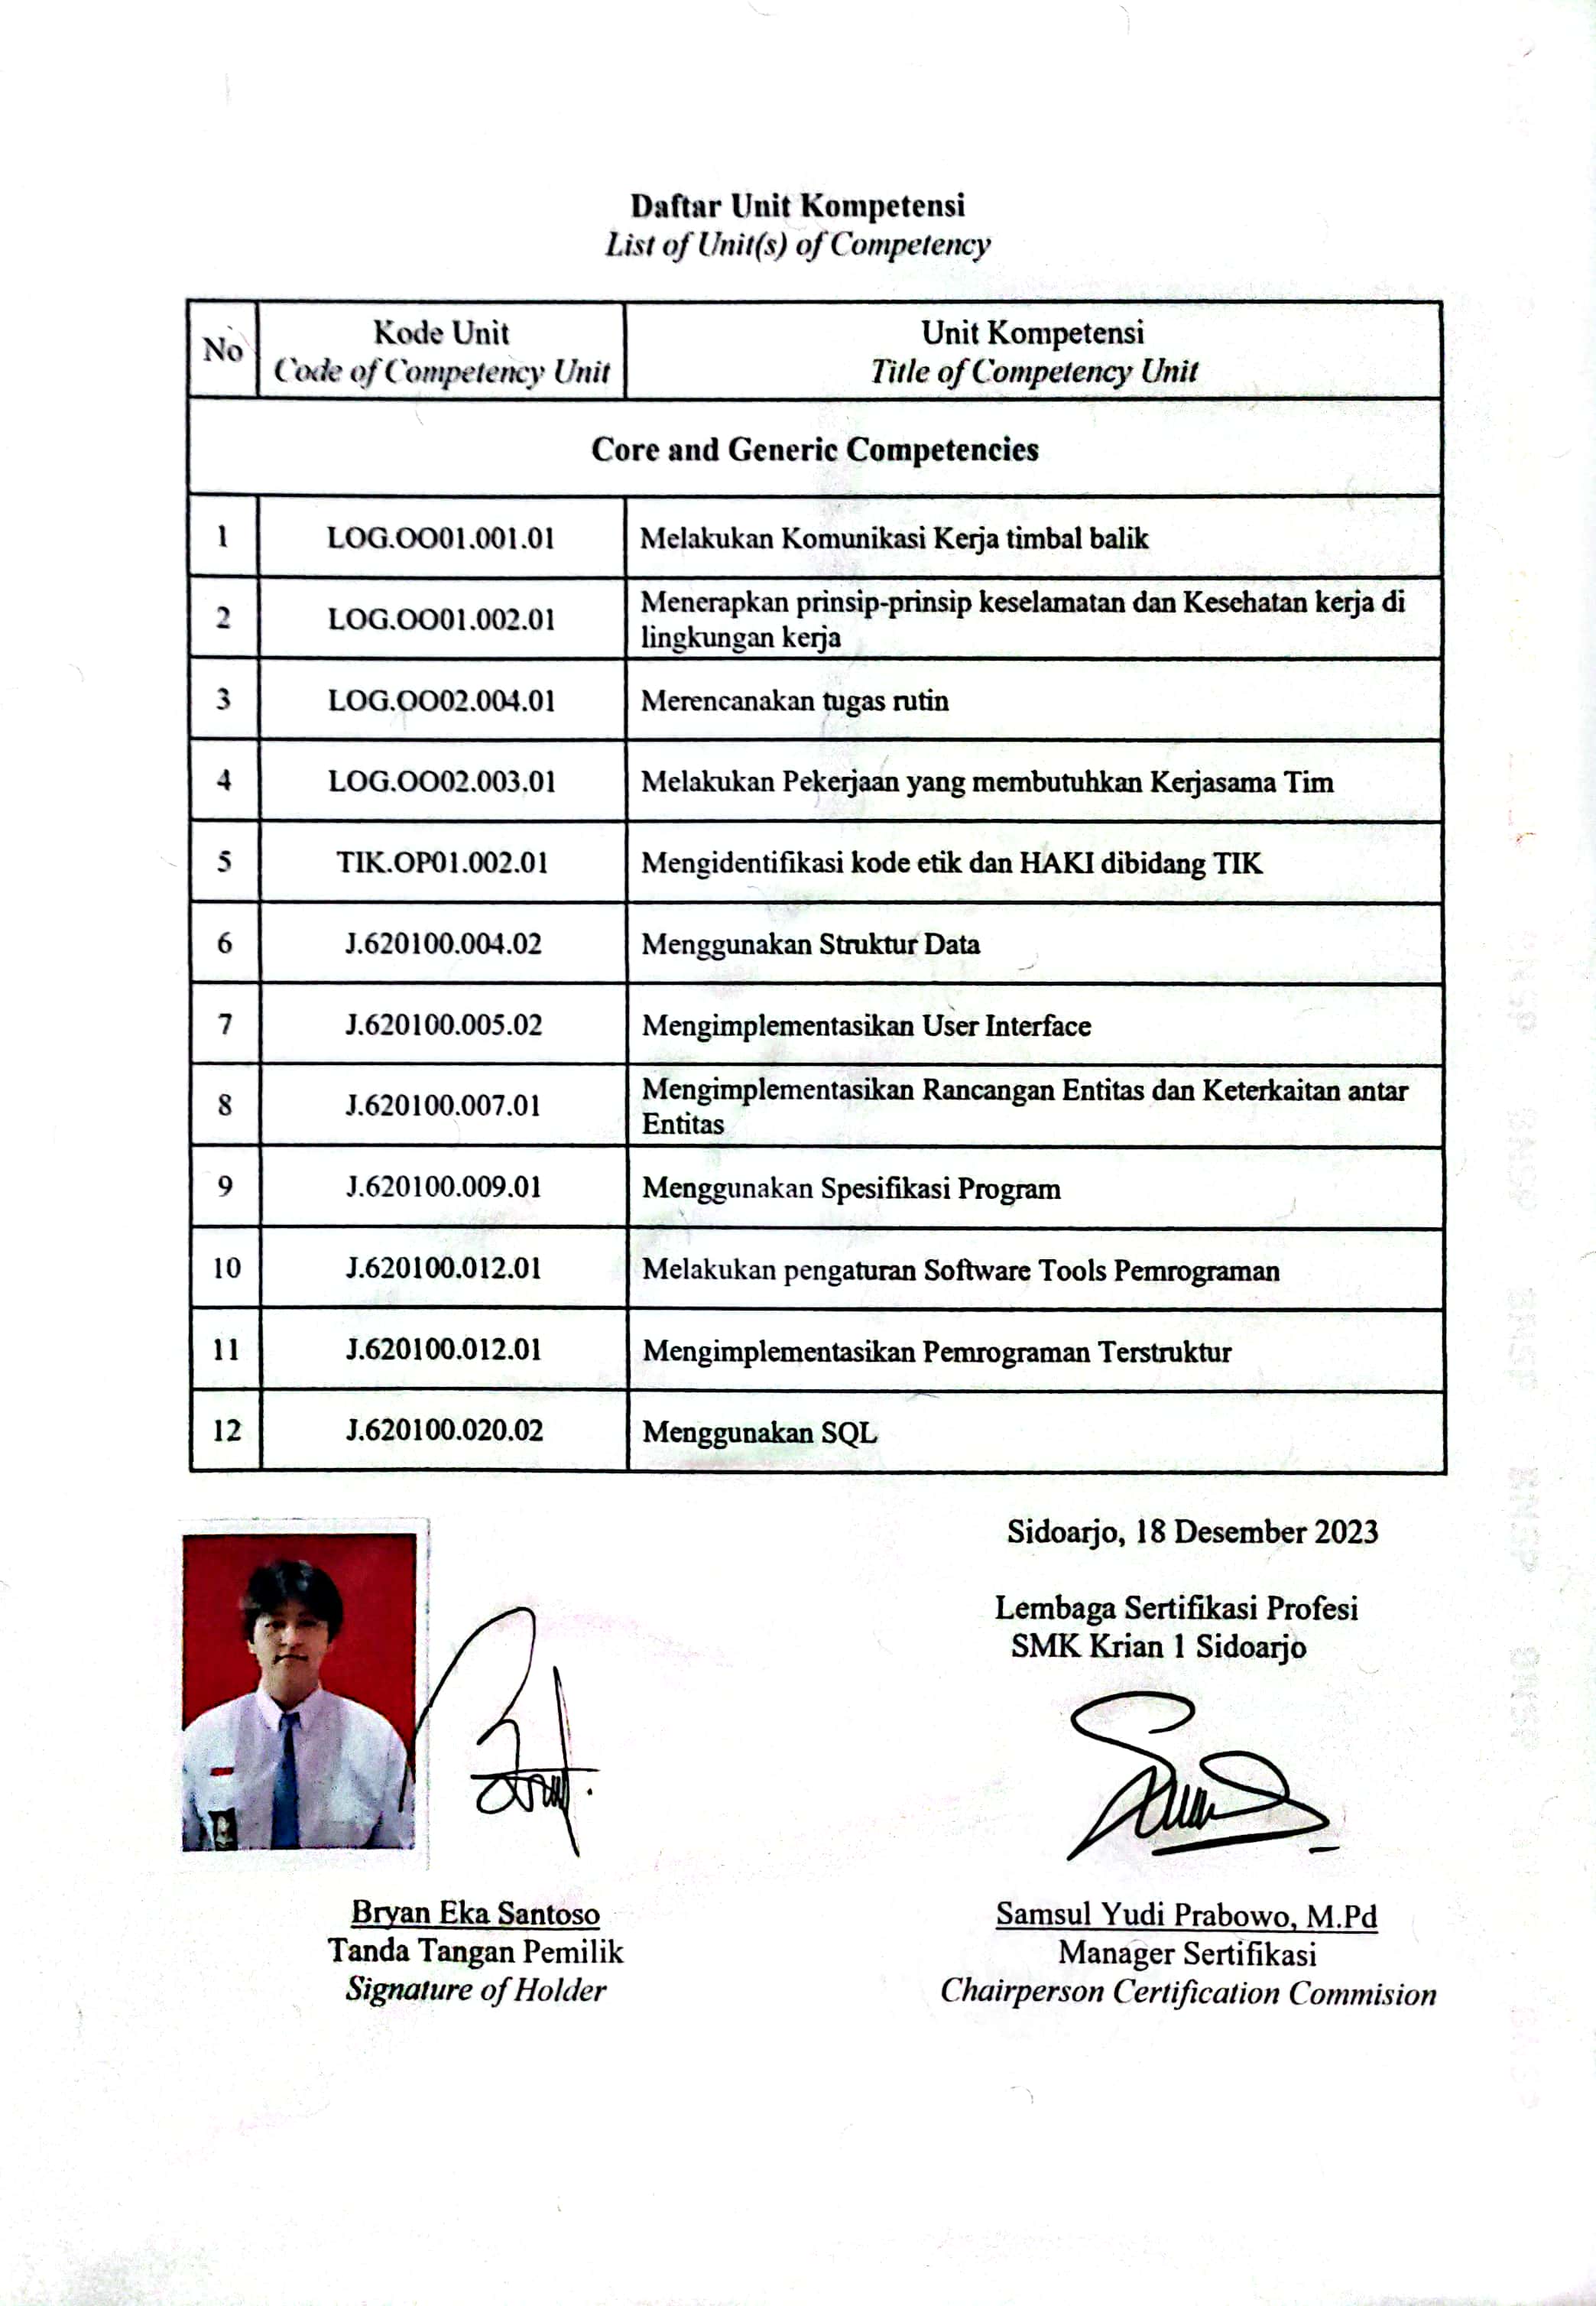 Daftar Unit Kompetensi
List of Unit(s) of Competency
No
Kode Unit
Code of Competency Unit
Unit Kompetensi
Title of Competency Unit
Core and Generic Competencies
1 LOG.OO01.001.01 Melakukan Komunikasi Kerja timbal balik
2 LOG.OO01.002.01 Menerapkan prinsip-prinsip keselamatan dan Kesehatan kerja di
lingkungan kerja
3 LOG.OO02.004.01 Merencanakan tugas rutin
4 LOG.OO02.003.01 Melakukan Pekerjaan yang membutuhkan Kerjasama Tim
5 TIK.OP01.002.01 Mengidentifikasi kode etik dan HAKI dibidang TIK
6 J.620100.004.02 Menggunakan Struktur Data
7 J.620100.005.02 Mengimplementasikan User Interface
8 J.620100.007.01 Mengimplementasikan Rancangan Entitas dan Keterkaitan antar
Entitas
9 J.620100.009.01 Menggunakan Spesifikasi Program
10 J.620100.012.01 Melakukan pengaturan Software Tools Pemrograman
11 J.620100.012.01 Mengimplementasikan Pemrograman Terstruktur
12 J.620100.020.02 Menggunakan SQL
Sidoarjo, 18 Desember 2023
Lembaga Sertifikasi Profesi
SMK Krian 1 Sidoarjo
Bryan Eka Santoso
Tanda Tangan Pemilik
Signature of Holder
Samsul Yudi Prabowo, M.Pd
Manager Sertifikasi
Chairperson Certification Commision